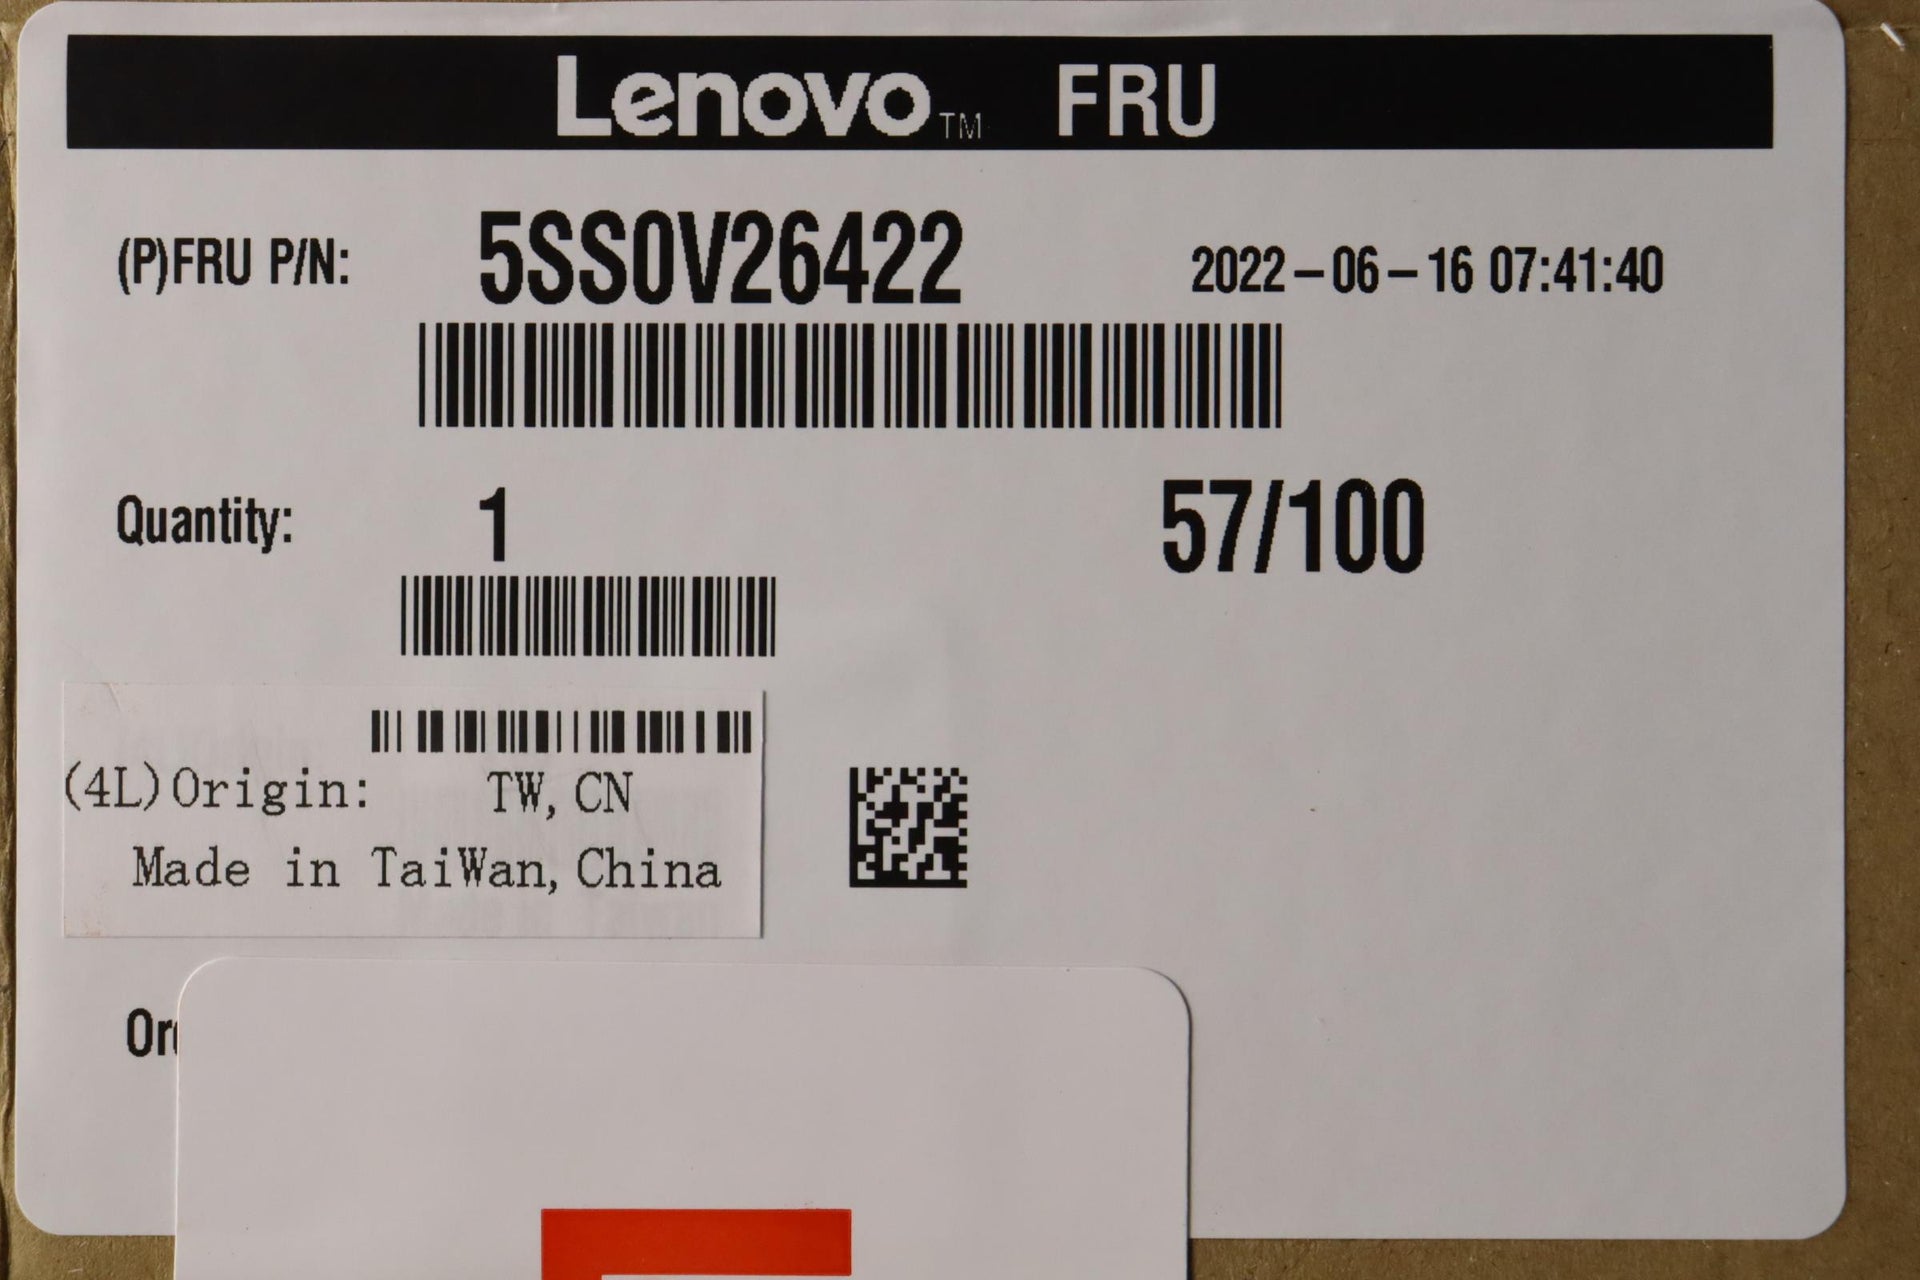 Lenovo™ FRU
(P)FRU P/N: 5SS0V26422 2022-06-16 07:41:40
Quantity: 1 57/100
(4L)Origin: TW, CN
Made in TaiWan, China